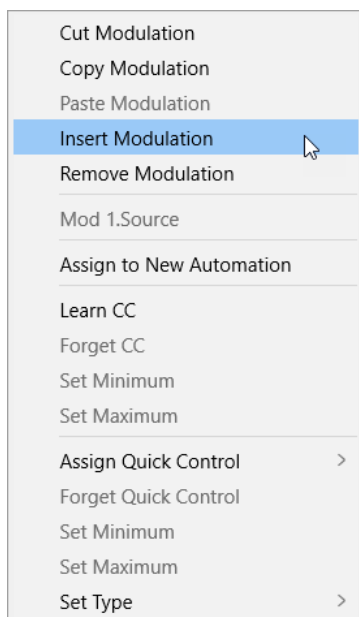 Cut Modulation
Copy Modulation
Paste Modulation
Insert Modulation
Remove Modulation
Mod 1.Source
Assign to New Automation
Learn CC
Forget CC
Set Minimum
Set Maximum
Assign Quick Control
Forget Quick Control
Set Minimum
Set Maximum
Set Type